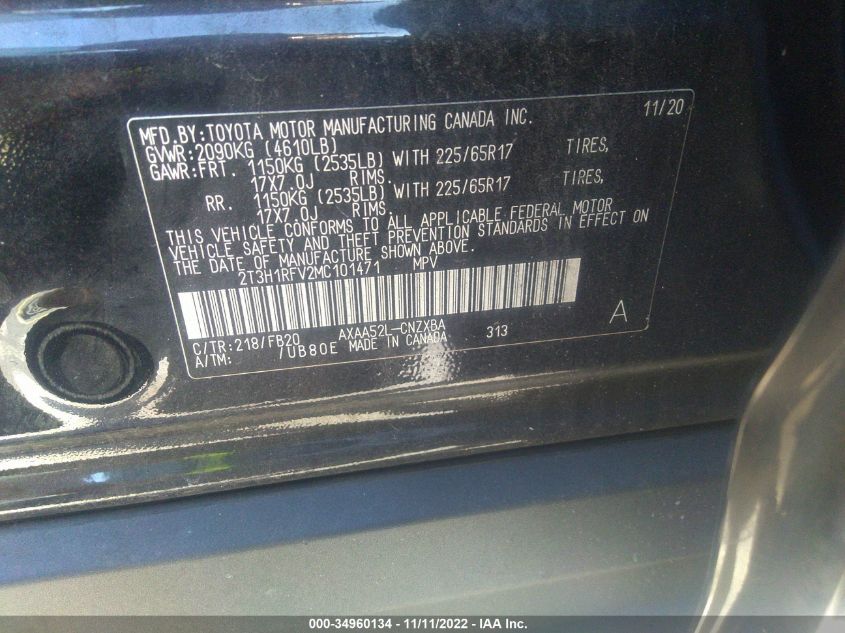 MFD.BY:TOYOTA MOTOR MANUFACTURING CANADA INC. 11/20
GVWR:2090KG (4610LB)
GAWR:FRT. 1150KG (2535LB) WITH 225/65R17 TIRES,
17X7.0J RIMS.
RR. 1150KG (2535LB) WITH 225/65R17 TIRES,
17X7.0J RIMS.
THIS VEHICLE CONFORMS TO ALL APPLICABLE FEDERAL MOTOR
VEHICLE SAFETY AND THEFT PREVENTION STANDARDS IN EFFECT ON
THE DATE OF MANUFACTURE SHOWN ABOVE.
2T3H1RFV2MC101471 MPV
A
C/TR:218/FB20 AXAA52L-CNZXBA 313
A/TM: /UB80E MADE IN CANADA
000-34960134 - 11/11/2022 - IAA Inc.